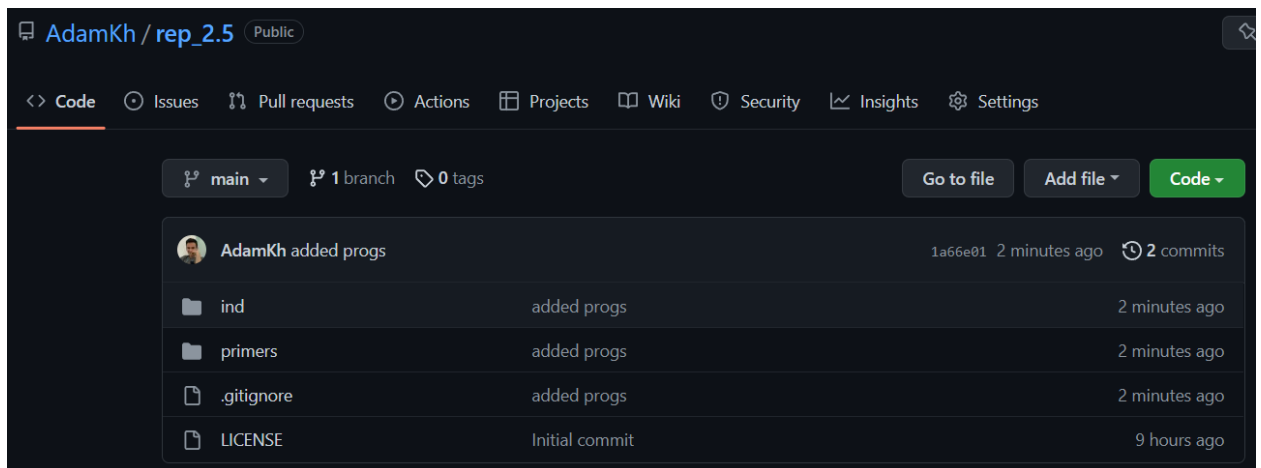 AdamKh / rep_2.5 Public
Code Issues Pull requests Actions Projects Wiki Security Insights Settings
main 1 branch 0 tags Go to file Add file Code
AdamKh added progs 1a66e01 2 minutes ago 2 commits
ind added progs 2 minutes ago
primers added progs 2 minutes ago
.gitignore added progs 2 minutes ago
LICENSE Initial commit 9 hours ago